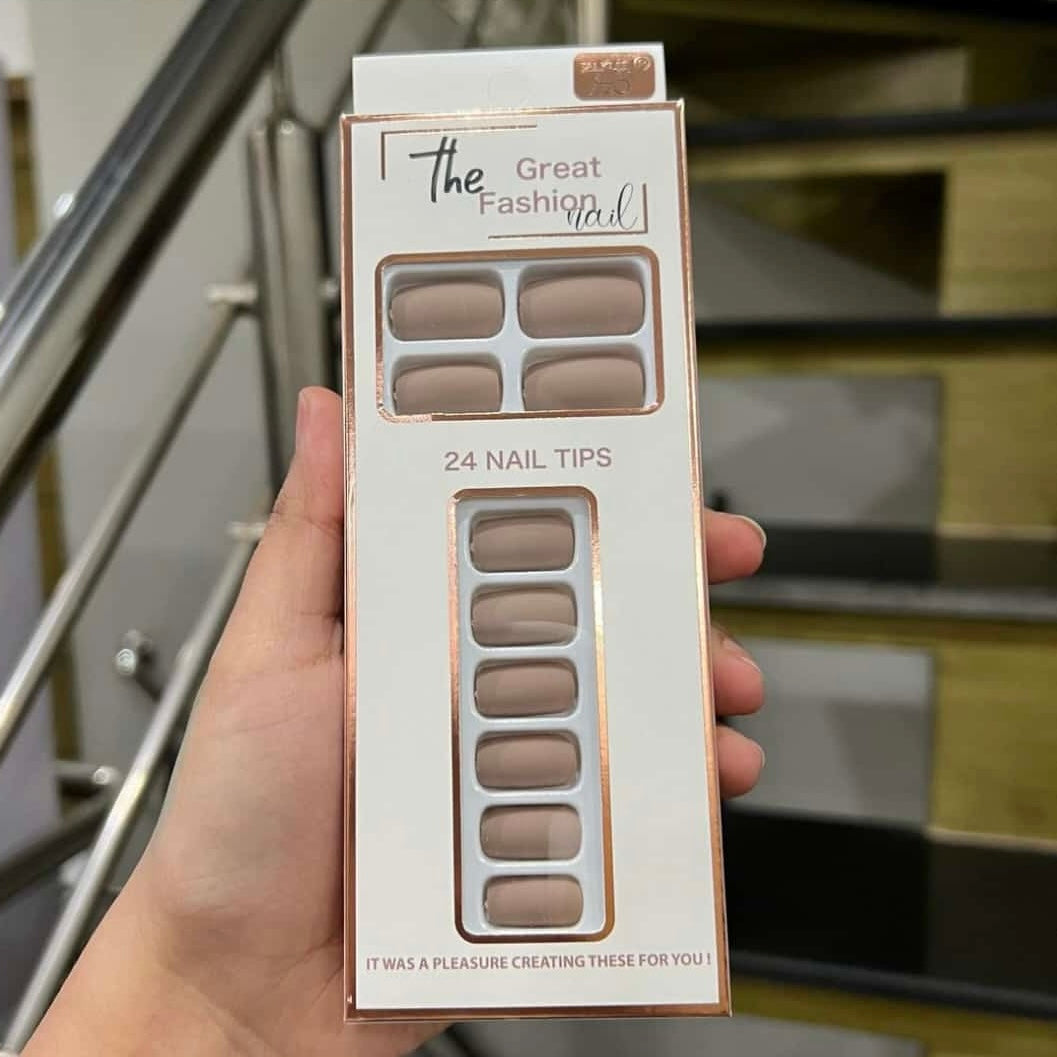 The Great
Fashion
nail
24 NAIL TIPS
IT WAS A PLEASURE CREATING THESE FOR YOU !